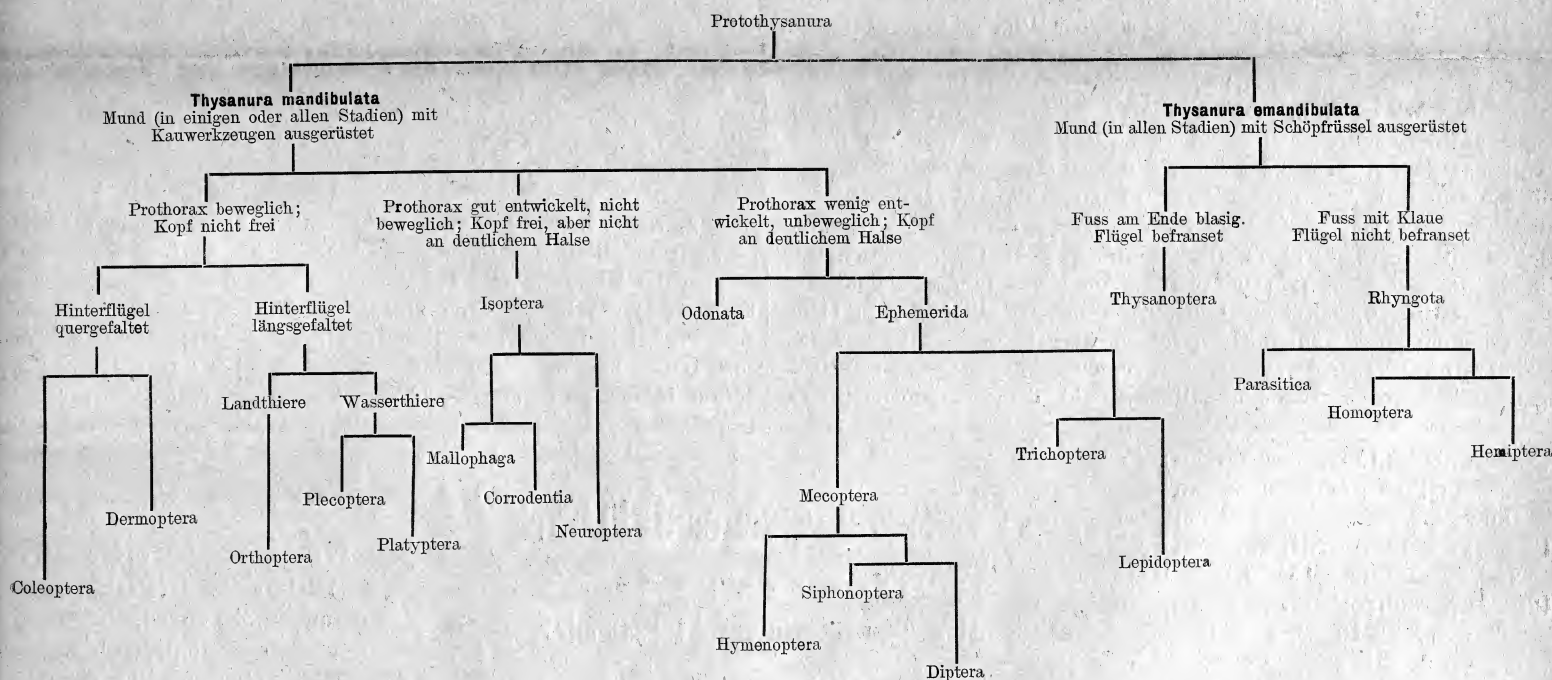 Protothysanura
Thysanura mandibulata
Mund (in einigen oder allen Stadien) mit
Kauwerkzeugen ausgerüstet
Thysanura emandibulata
Mund (in allen Stadien) mit Schöpfrüssel ausgerüstet
Prothorax beweglich;
Kopf nicht frei
Prothorax gut entwickelt, nicht
beweglich; Kopf frei, aber nicht
an deutlichem Halse
Prothorax wenig ent-
wickelt, unbeweglich; Kopf
an deutlichem Halse
Fuss am Ende blasig.
Flügel befranset
Fuss mit Klaue
Flügel nicht befranset
Hinterflügel
quergefaltet
Hinterflügel
längsgefaltet
Isoptera
Odonata
Ephemerida
Thysanoptera
Rhyngota
Landthiere
Wasserthiere
Parasitica
Homoptera
Hemiptera
Mallophaga
Trichoptera
Plecoptera
Corrodentia
Mecoptera
Dermoptera
Neuroptera
Orthoptera
Platyptera
Lepidoptera
Coleoptera
Siphonoptera
Hymenoptera
Diptera